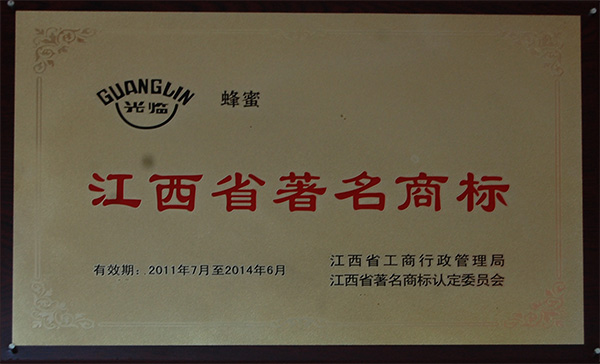 GUANGLIN
光临
蜂蜜
江西省著名商标
有效期：2011年7月至2014年6月
江西省工商行政管理局
江西省著名商标认定委员会